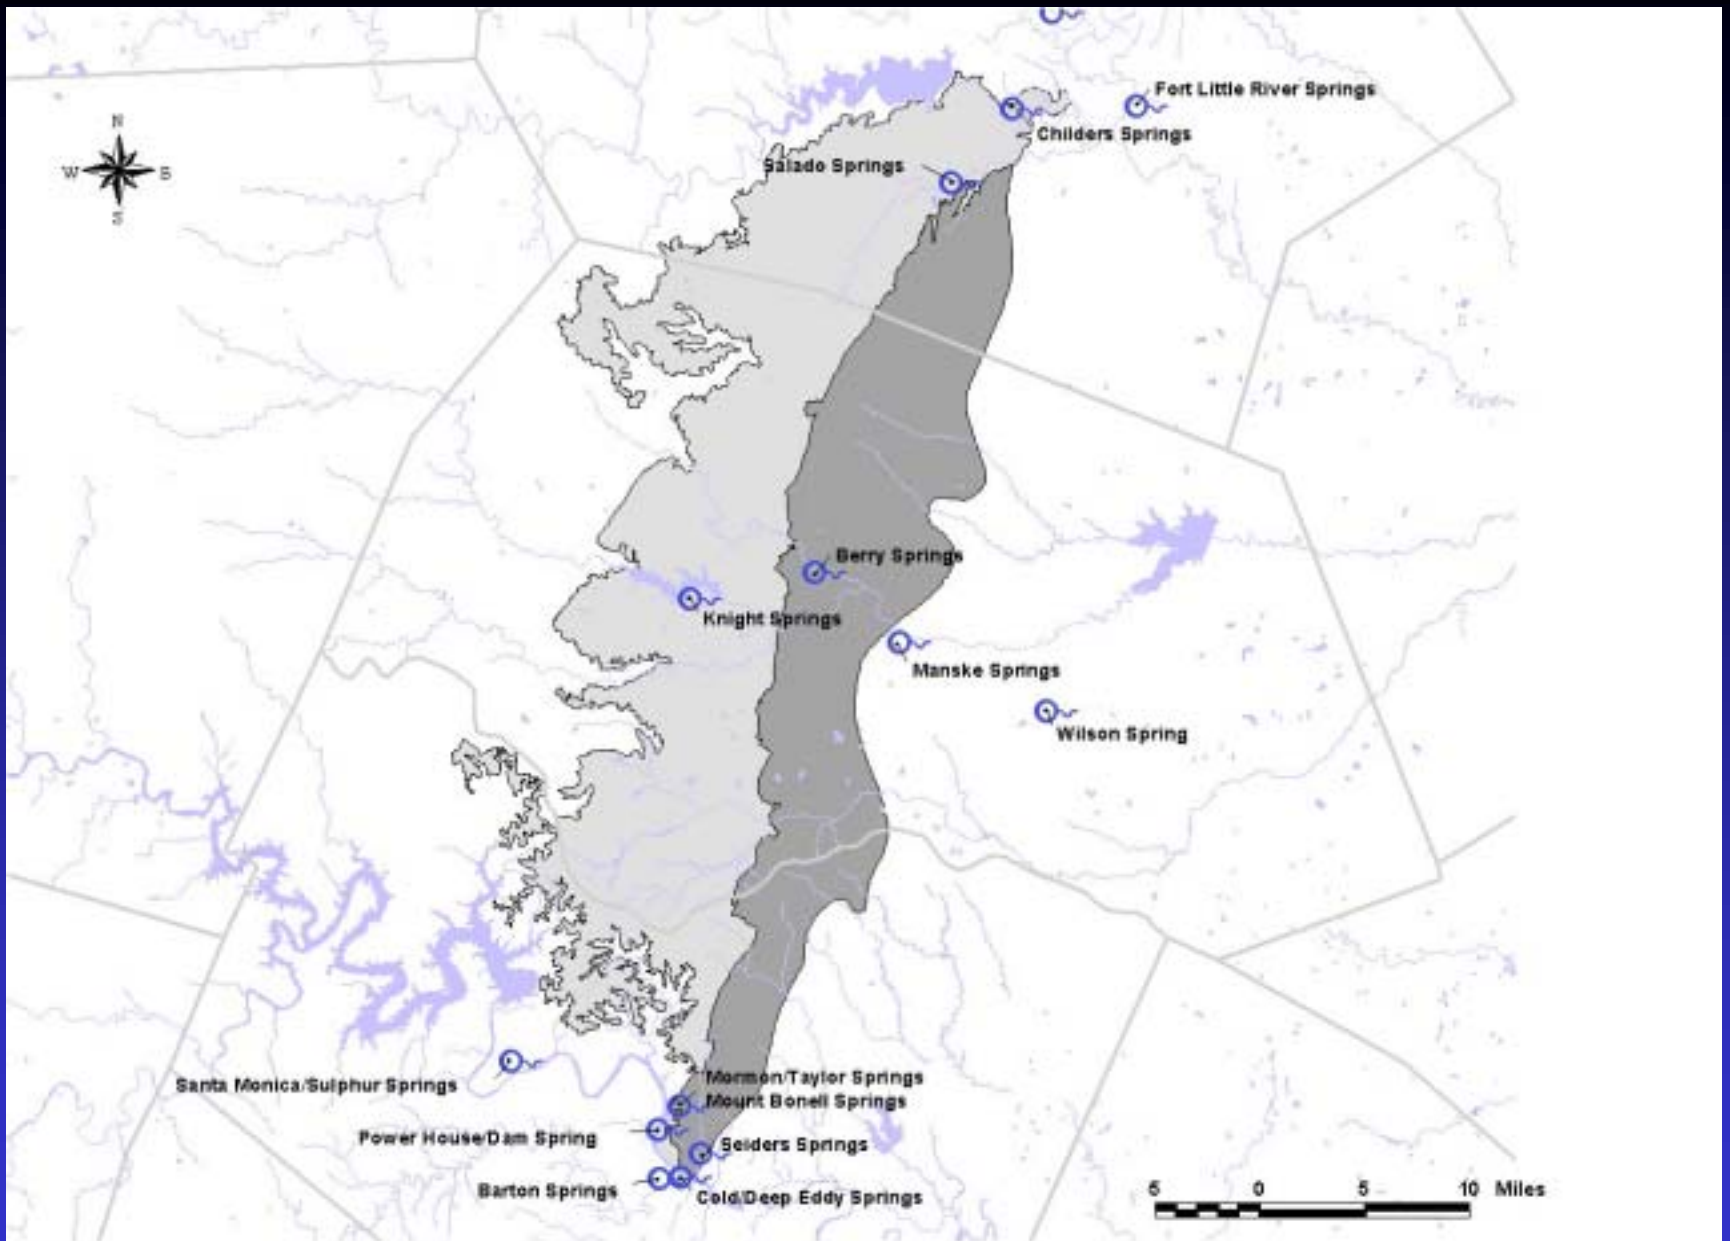 Fort Little River Springs
N
Childers Springs
Salado Springs
W E
S
Berry Springs
Knight Springs
Manske Springs
Wilson Spring
Mormon/Taylor Springs
Santa Monica/Sulphur Springs
Mount Bonell Springs
Power House/Dam Spring
Seiders Springs
Barton Springs
Cold/Deep Eddy Springs
5 0 5 10 Miles